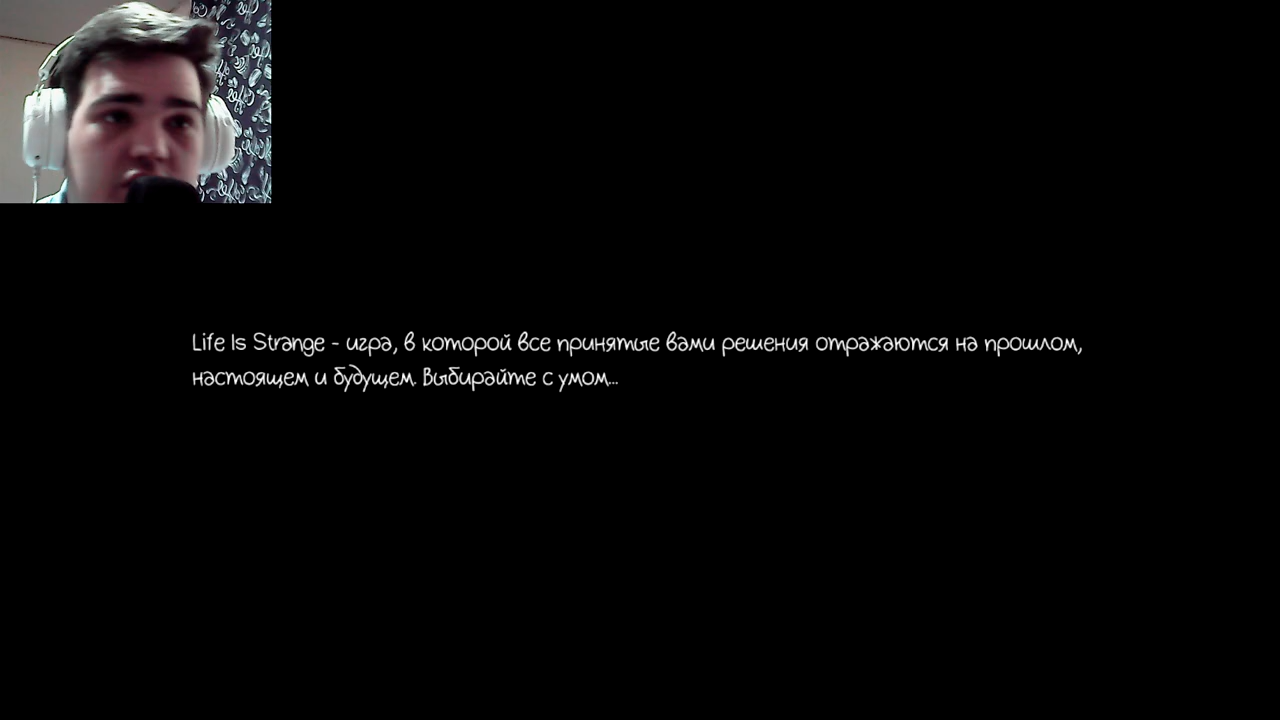 Life Is Strange - игра, в которой все принятые вами решения отражаются на прошлом,
настоящем и будущем. Выбирайте с умом...